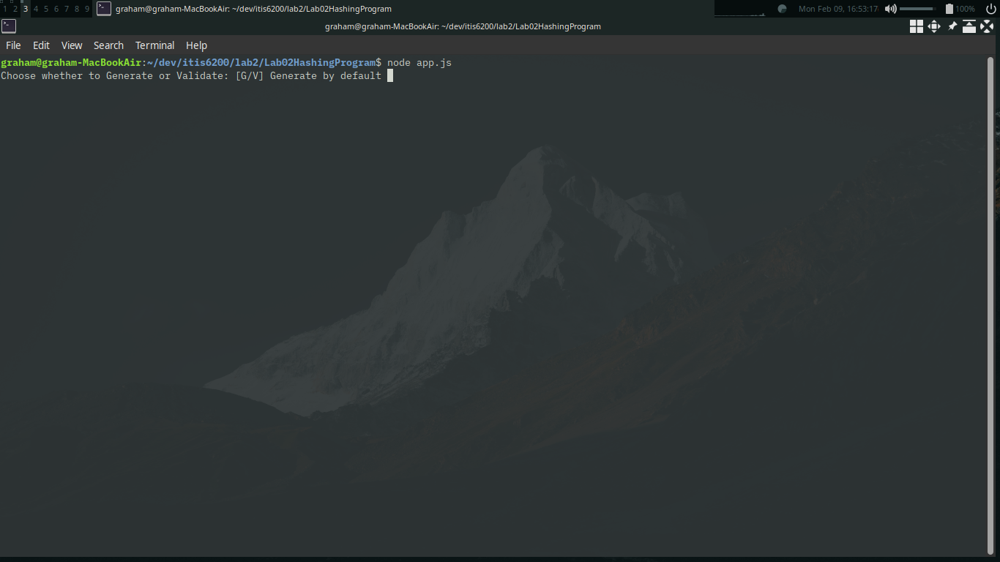 1 2 3 4 5 6 7 8 9 graham@graham-MacBookAir: ~/dev/itis6200/lab2/Lab02HashingProgram Mon Feb 09, 16:53:17 100%
graham@graham-MacBookAir: ~/dev/itis6200/lab2/Lab02HashingProgram
File Edit View Search Terminal Help
graham@graham-MacBookAir:~/dev/itis6200/lab2/Lab02HashingProgram$ node app.js
Choose whether to Generate or Validate: [G/V] Generate by default